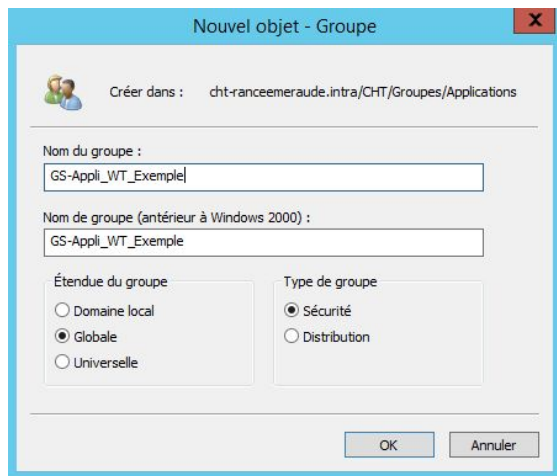 Nouvel objet - Groupe
X
Créer dans : cht-ranceemeraude.intra/CHT/Groupes/Applications
Nom du groupe :
GS-Appli_WT_Exemple
Nom de groupe (antérieur à Windows 2000) :
GS-Appli_WT_Exemple
Étendue du groupe
Domaine local
Globale
Universelle
Type de groupe
Sécurité
Distribution
OK
Annuler